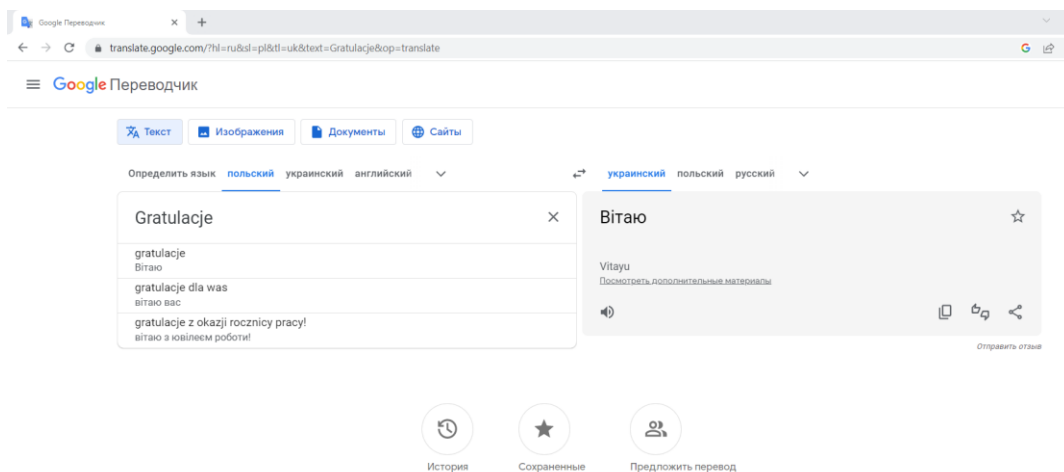 Google Переводчик
translate.google.com/?hl=ru&sl=pl&tl=uk&text=Gratulacje&op=translate
Google Переводчик
Текст Изображения Документы Сайты
Определить язык польский украинский английский украинский польский русский
Gratulacje
Вітаю
gratulacje
Вітаю
Vitayu
Посмотреть дополнительные материалы
gratulacje dla was
вітаю вас
gratulacje z okazji rocznicy pracy!
вітаю з ювілеєм роботи!
Отправить отзыв
История Сохраненные Предложить перевод